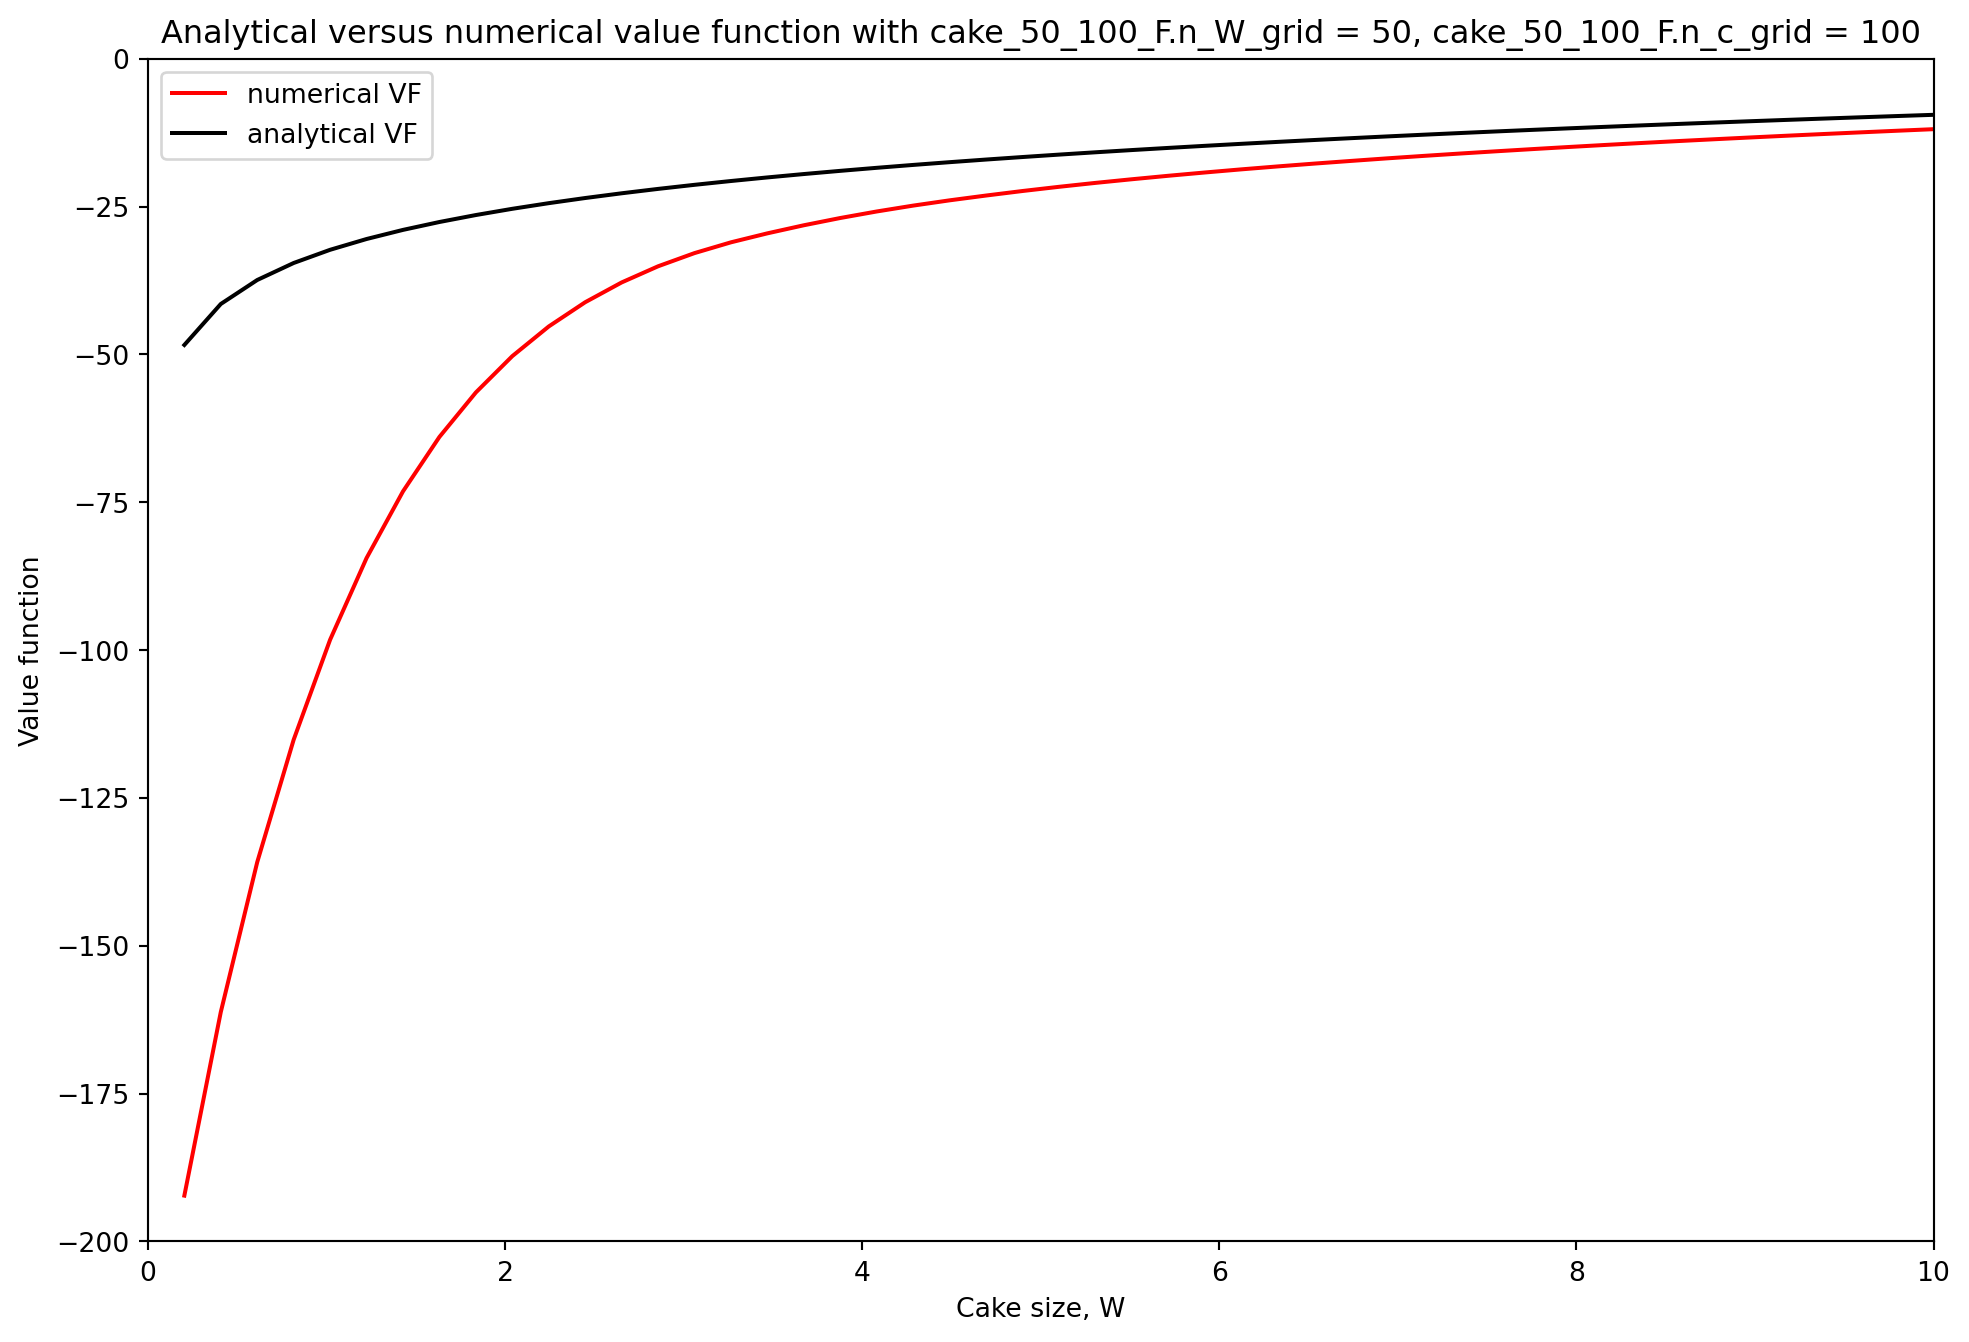 Analytical versus numerical value function with cake_50_100_F.n_W_grid = 50, cake_50_100_F.n_c_grid = 100
numerical VF
analytical VF
0
−25
−50
−75
−100
−125
−150
−175
−200
Value function
0 2 4 6 8 10
Cake size, W